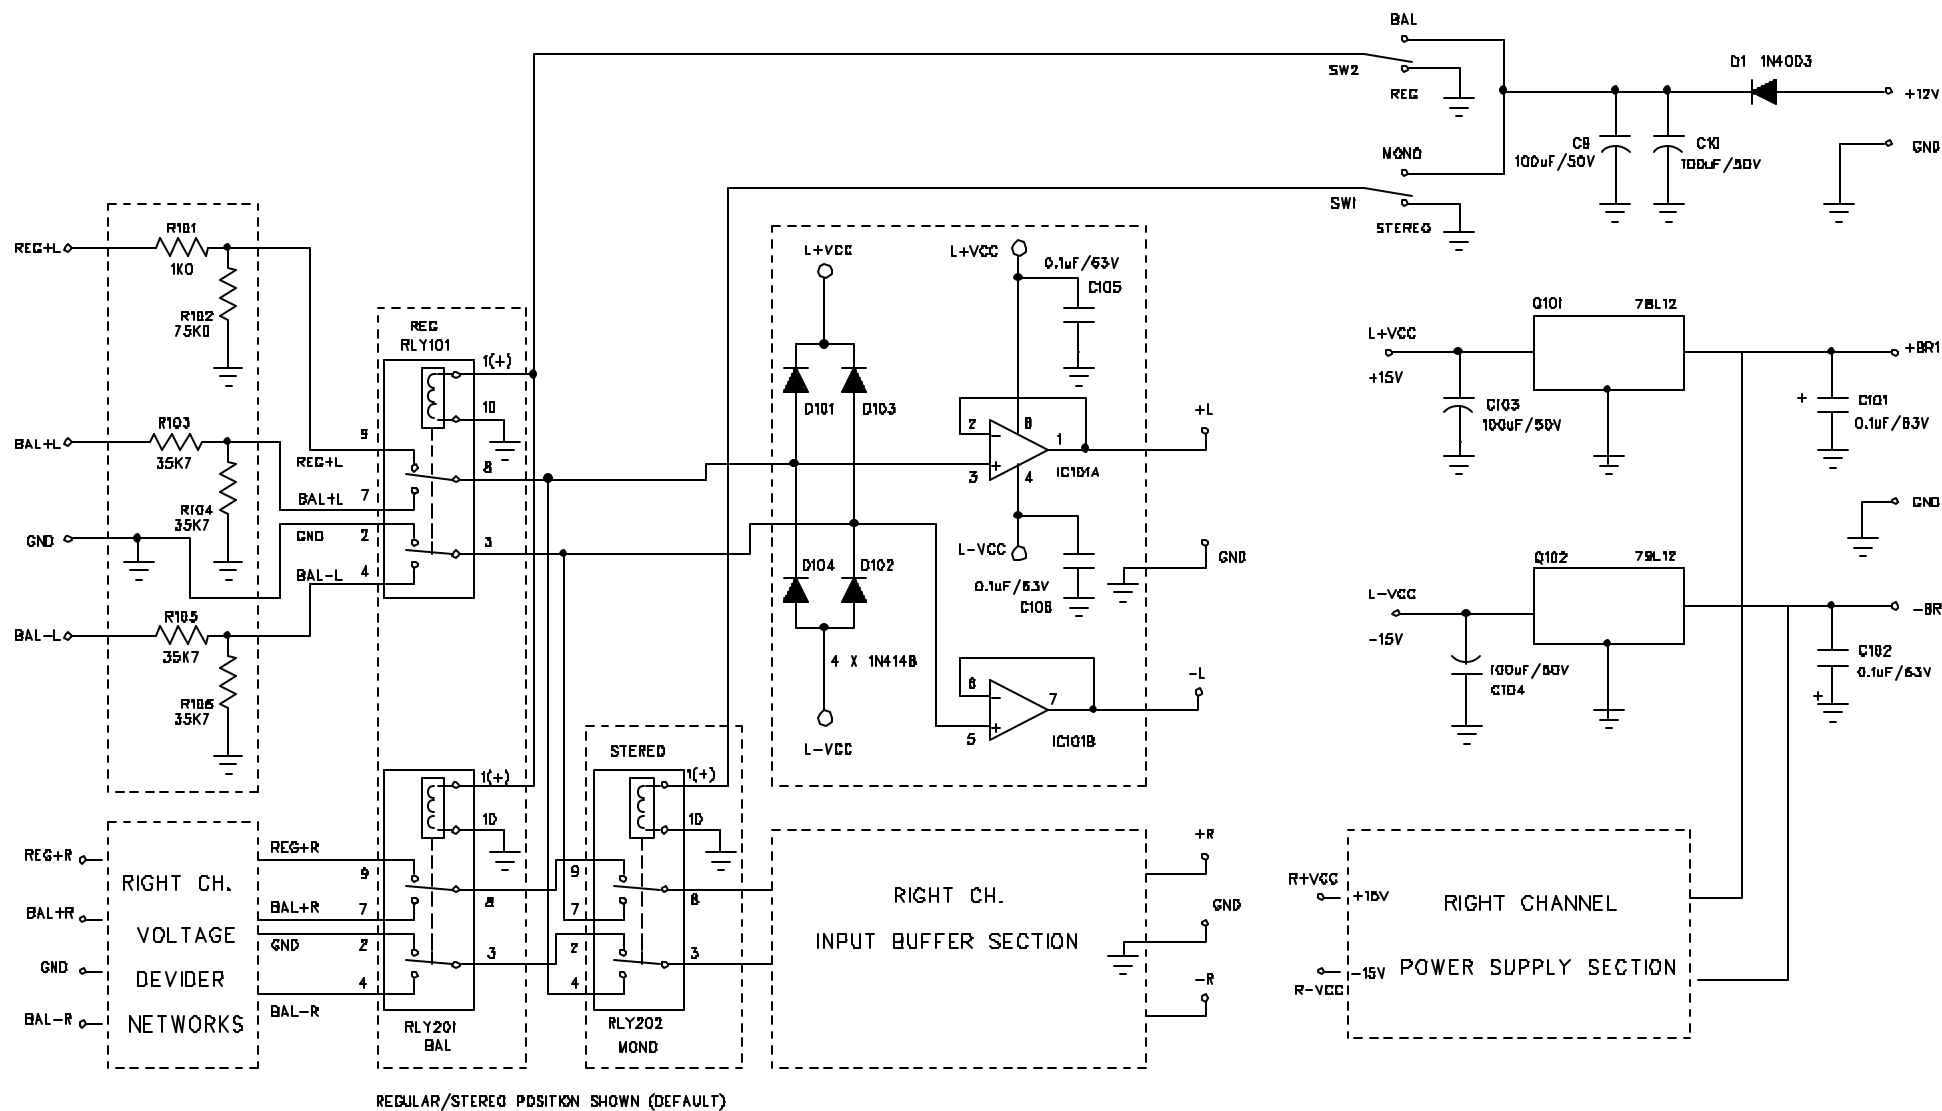 BAL
SW2
REG
D1 1N4003
+12V
C9
100uF/50V
C10
100uF/50V
GND
MONO
SW1
STEREO
REG+L
R101
1K0
R102
75K0
BAL+L
R103
35K7
R104
35K7
GND
BAL-L
R105
35K7
R106
35K7
REG
RLY101
1(+)
10
9
REG+L
8
BAL+L
7
GND
2
3
BAL-L
4
L+VCC
L+VCC
0.1uF/63V
C105
D101
D103
2
8
1
3
4
IC101A
+L
D104
D102
L-VCC
0.1uF/63V
C106
GND
4 X 1N4148
L-VCC
6
7
5
IC101B
-L
Q101
78L12
L+VCC
+15V
C103
100uF/50V
+BR1
+
C101
0.1uF/63V
GND
Q102
79L12
L-VCC
-15V
100uF/50V
C104
-BR
C102
0.1uF/63V
+
STEREO
1(+)
1(+)
10
10
REG+R
REG+R
9
9
8
8
BAL+R
BAL+R
7
7
GND
GND
2
2
3
3
BAL-R
BAL-R
4
4
RIGHT CH.
VOLTAGE
DEVIDER
NETWORKS
RLY201
BAL
RLY202
MONO
RIGHT CH.
INPUT BUFFER SECTION
+R
GND
-R
R+VCC
+15V
R-VCC
-15V
RIGHT CHANNEL
POWER SUPPLY SECTION
REGULAR/STEREO POSITION SHOWN (DEFAULT)